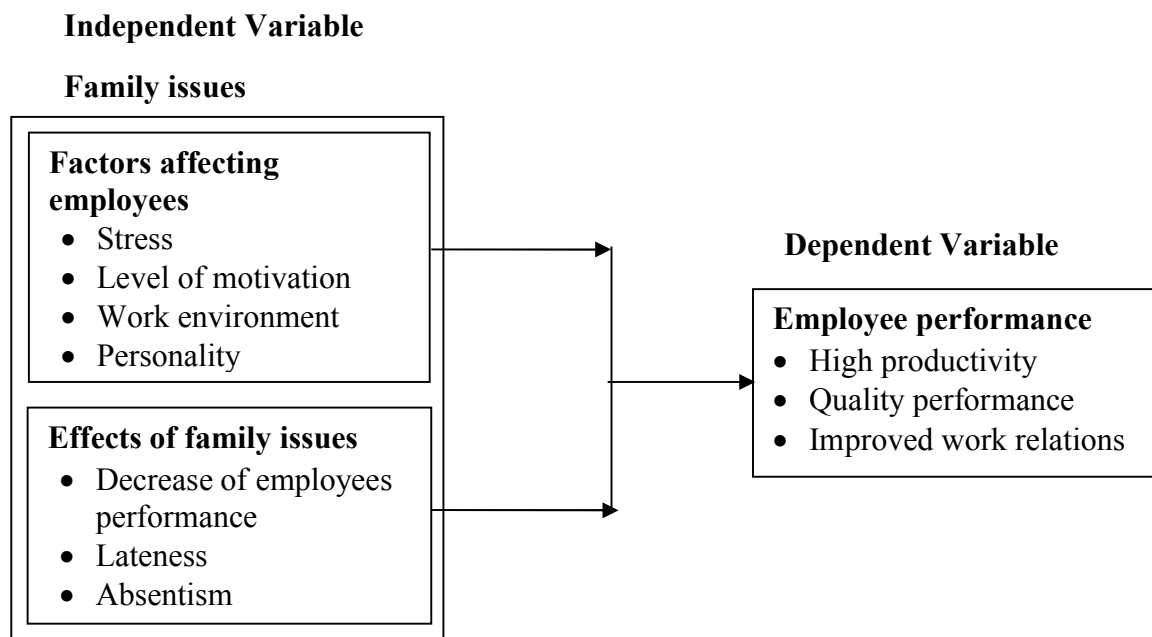 Independent Variable
Family issues
Factors affecting
employees
• Stress
• Level of motivation
• Work environment
• Personality
Effects of family issues
• Decrease of employees
performance
• Lateness
• Absentism
Dependent Variable
Employee performance
• High productivity
• Quality performance
• Improved work relations